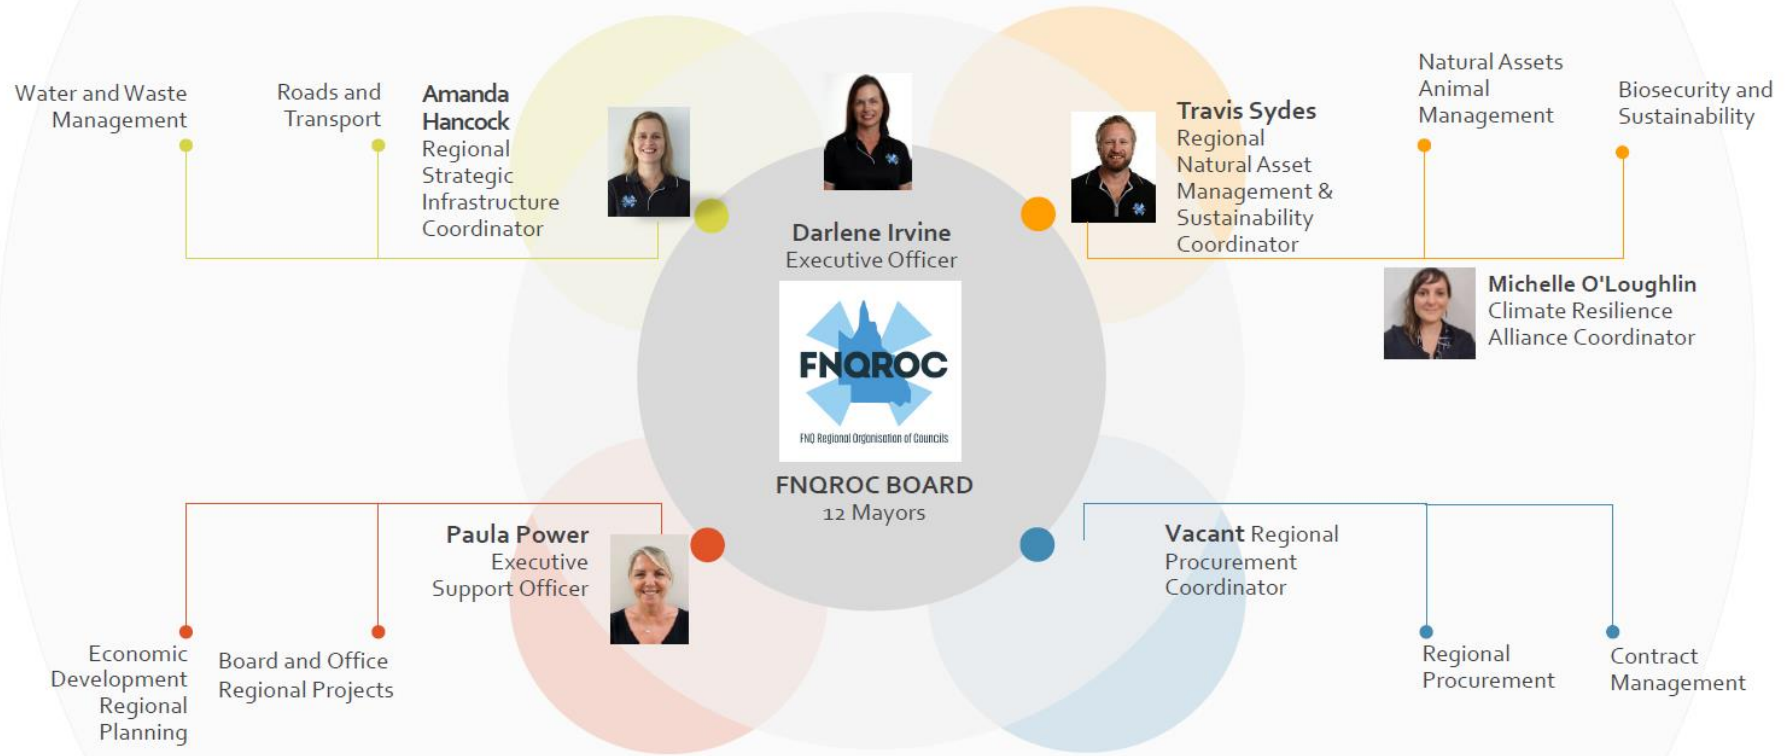 Water and Waste
Management
Roads and
Transport
Amanda
Hancock
Regional
Strategic
Infrastructure
Coordinator
Darlene Irvine
Executive Officer
FNQROC
FNQ Regional Organisation of Councils
FNQROC BOARD
12 Mayors
Travis Sydes
Regional
Natural Asset
Management &
Sustainability
Coordinator
Natural Assets
Animal
Management
Biosecurity and
Sustainability
Michelle O'Loughlin
Climate Resilience
Alliance Coordinator
Paula Power
Executive
Support Officer
Economic
Development
Regional
Planning
Board and Office
Regional Projects
Vacant Regional
Procurement
Coordinator
Regional
Procurement
Contract
Management